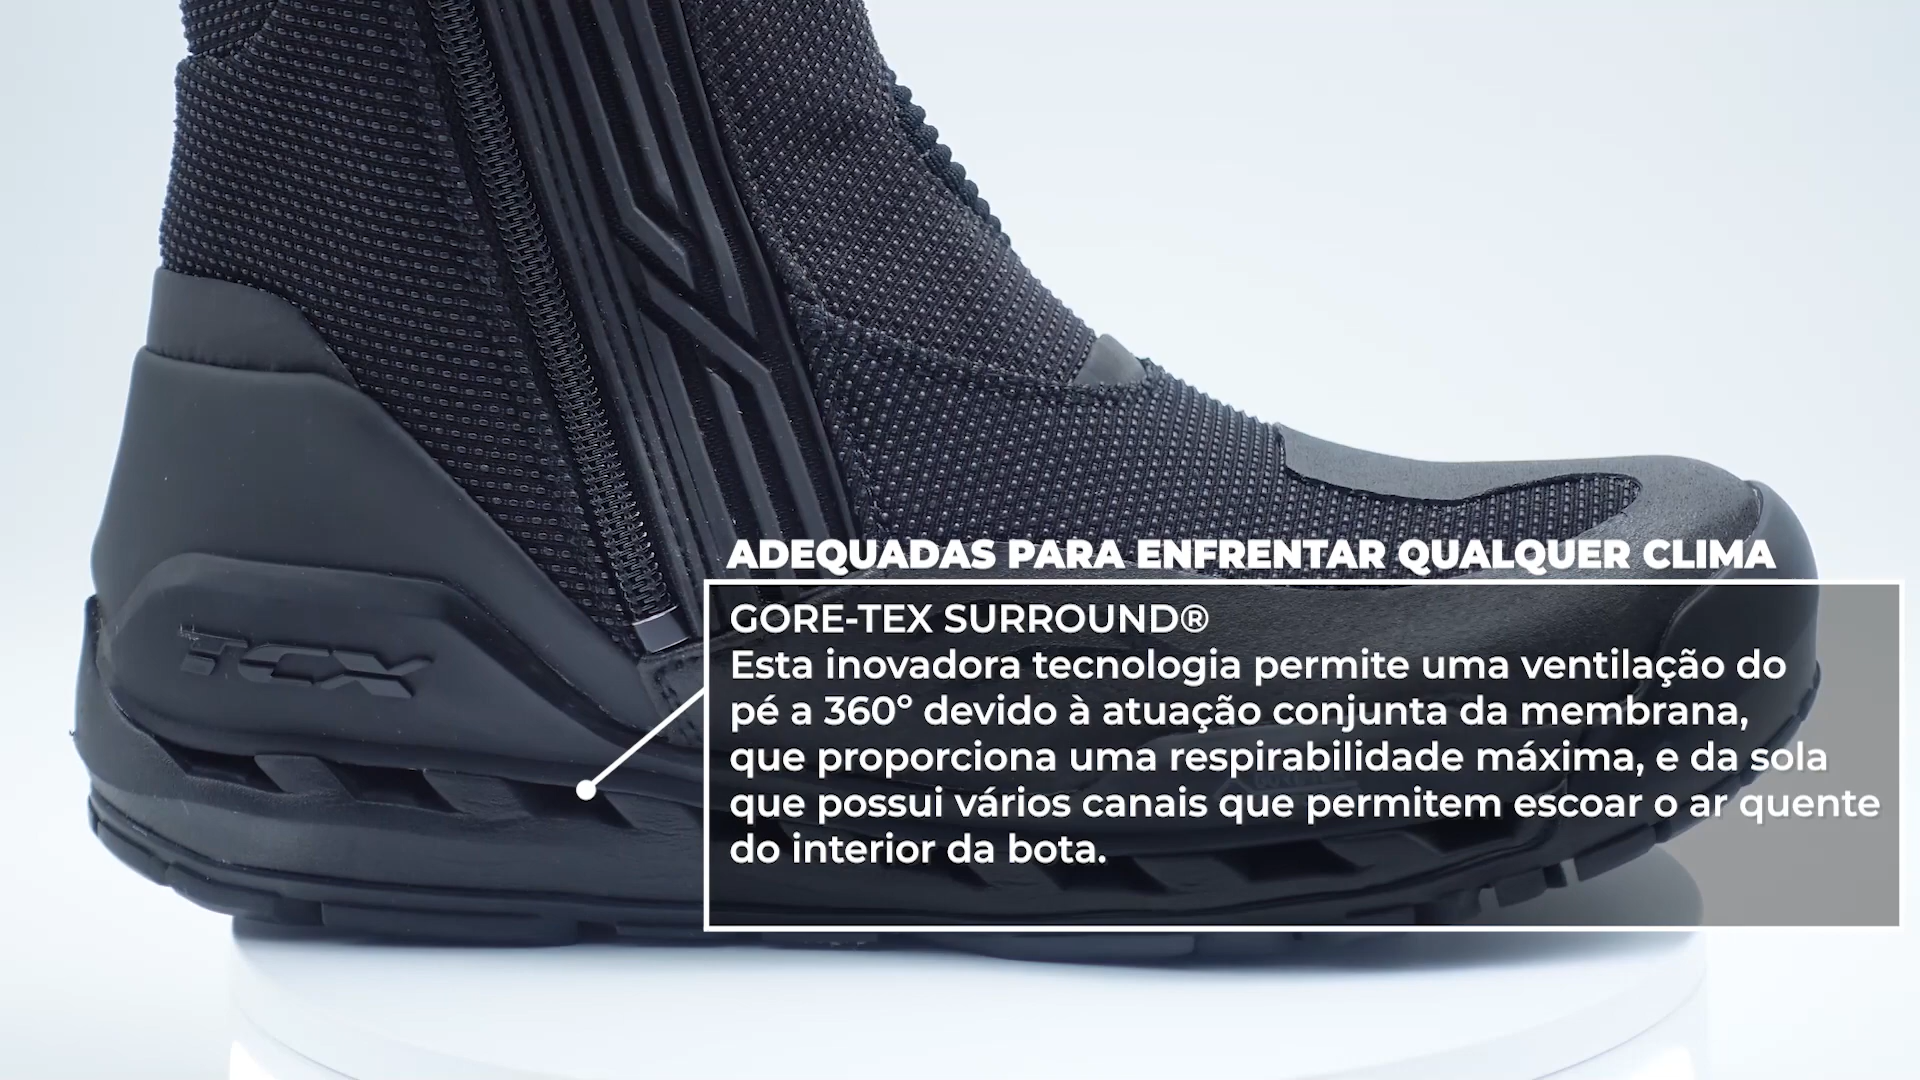 TCX
ADEQUADAS PARA ENFRENTAR QUALQUER CLIMA
GORE-TEX SURROUND®
Esta inovadora tecnologia permite uma ventilação do
pé a 360º devido à atuação conjunta da membrana,
que proporciona uma respirabilidade máxima, e da sola
que possui vários canais que permitem escoar o ar quente
do interior da bota.